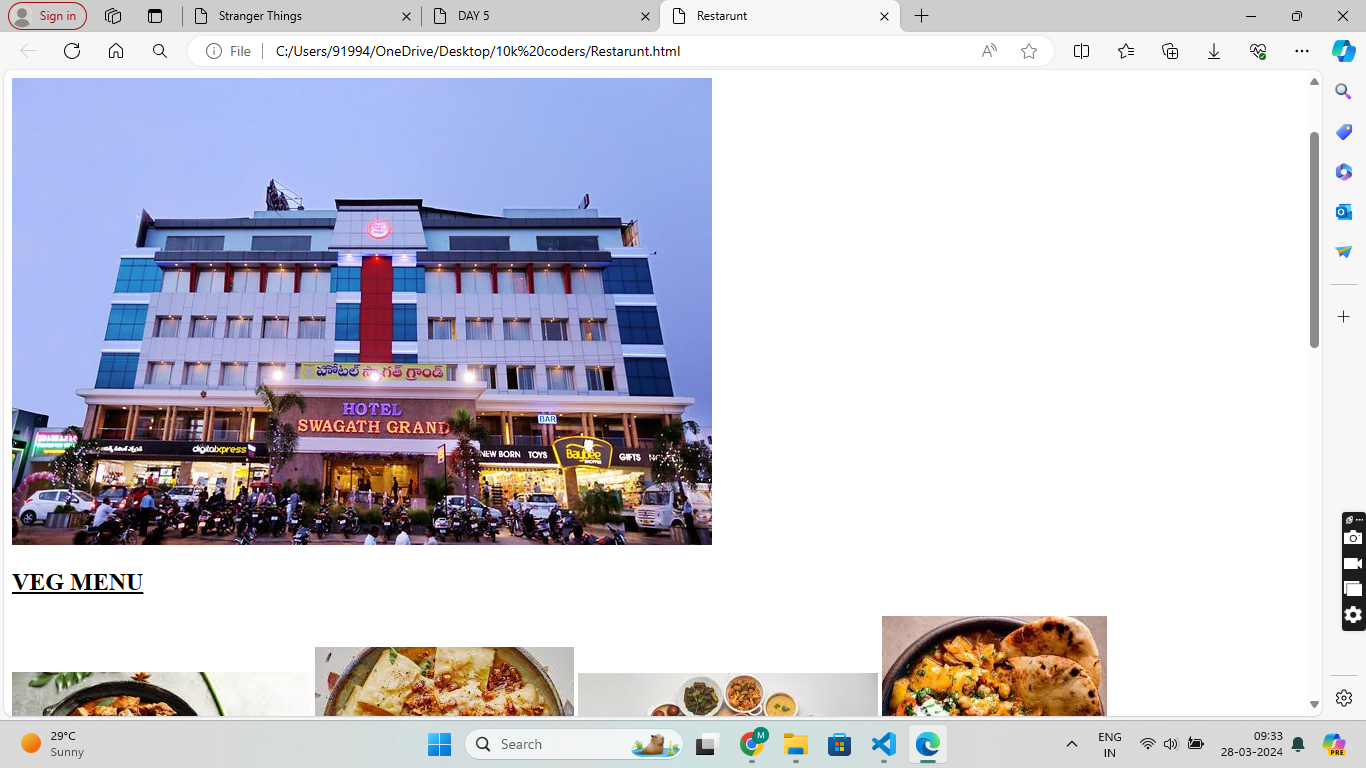 Sign in
Stranger Things
DAY 5
Restarunt
File
C:/Users/91994/OneDrive/Desktop/10k%20coders/Restarunt.html
హోటల్ స్వాగత్ గ్రాండ్
HOTEL
SWAGATH GRAND
BAR
digitalxpress
NEW BORN TOYS
Baybee
SHOPPEE
GIFTS
VEG MENU
29°C
Sunny
Search
M
ENG
IN
09:33
28-03-2024
PRE